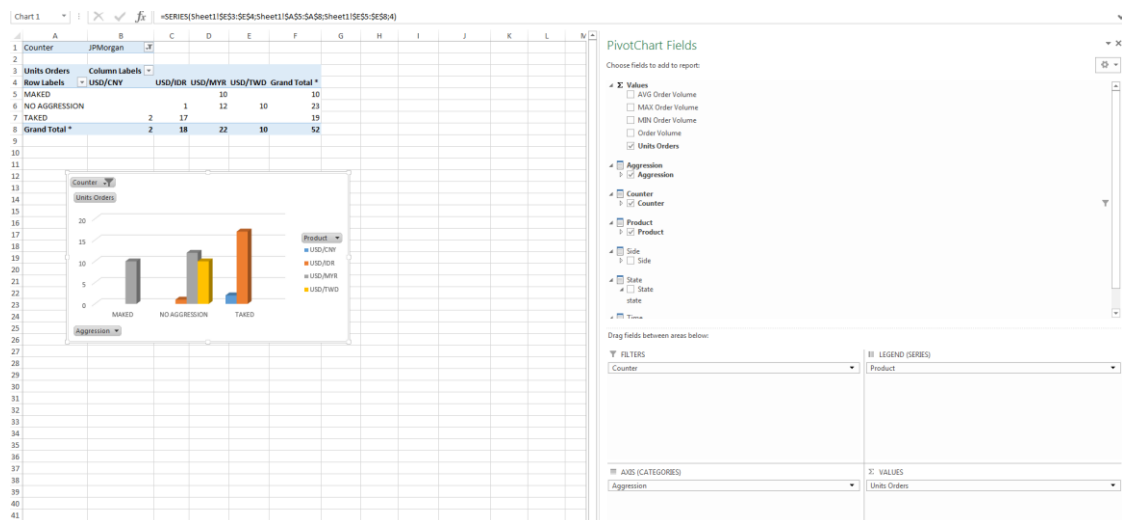 Chart 1
fx
=SERIES(Sheet1!$E$3:$E$4;Sheet1!$A$5:$A$8;Sheet1!$E$5:$E$8;4)
A B C D E F G H I J K L M
1 Counter JPMorgan
2
3 Units Orders Column Labels
4 Row Labels USD/CNY USD/IDR USD/MYR USD/TWD Grand Total *
5 MAKED 10 10
6 NO AGGRESSION 1 12 10 23
7 TAKED 2 17 19
8 Grand Total * 2 18 22 10 52
9
10
11
12
13
14
15
16
17
18
19
20
21
22
23
24
25
26
27
28
29
30
31
32
33
34
35
36
37
38
39
40
41
Counter
Units Orders
20
15
10
5
0
MAKED NO AGGRESSION TAKED
Product
USD/CNY
USD/IDR
USD/MYR
USD/TWD
Aggression
PivotChart Fields
Choose fields to add to report:
Σ Values
AVG Order Volume
MAX Order Volume
MIN Order Volume
Order Volume
Units Orders
Aggression
Aggression
Counter
Counter
Product
Product
Side
Side
State
State
state
Time
Drag fields between areas below:
FILTERS
Counter
LEGEND (SERIES)
Product
AXIS (CATEGORIES)
Aggression
Σ VALUES
Units Orders